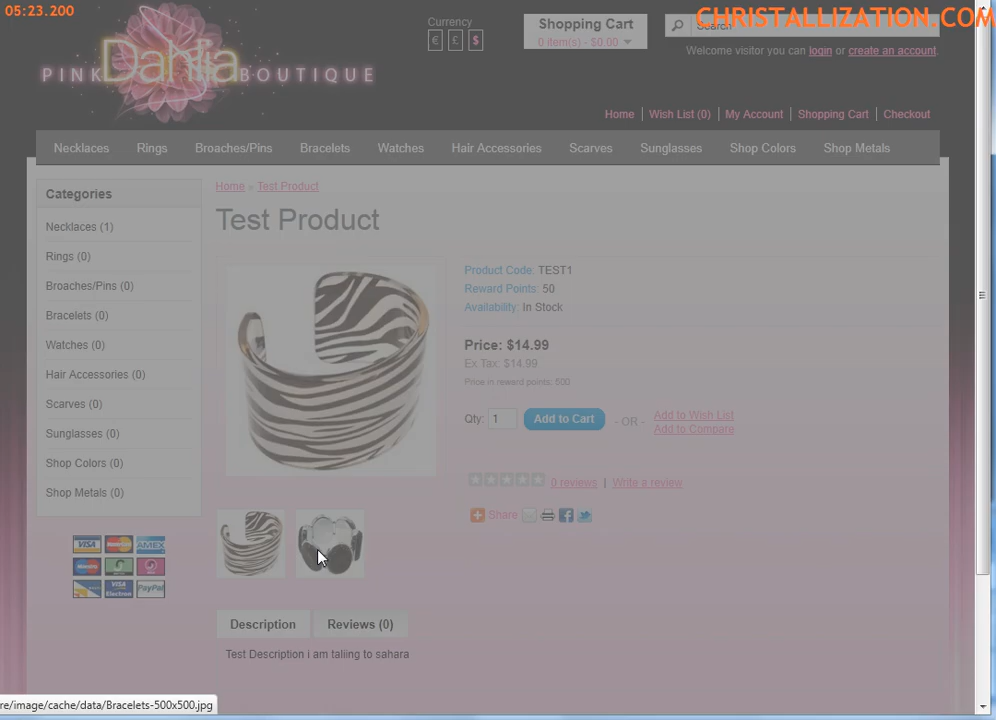 05:23.200
CHRISTALLIZATION.COM
Currency
€ £ $
Shopping Cart
0 item(s) - $0.00
Search
Welcome visitor you can login or create an account.
PINK Dahlia BOUTIQUE
Home Wish List (0) My Account Shopping Cart Checkout
Necklaces Rings Broaches/Pins Bracelets Watches Hair Accessories Scarves Sunglasses Shop Colors Shop Metals
Categories
Necklaces (1)
Rings (0)
Broaches/Pins (0)
Bracelets (0)
Watches (0)
Hair Accessories (0)
Scarves (0)
Sunglasses (0)
Shop Colors (0)
Shop Metals (0)
VISA AMEX
VISA Electron PayPal
Home » Test Product
Test Product
Product Code: TEST1
Reward Points: 50
Availability: In Stock
Price: $14.99
Ex Tax: $14.99
Price in reward points: 500
Qty: 1 Add to Cart - OR - Add to Wish List
Add to Compare
0 reviews | Write a review
Share
Description Reviews (0)
Test Description i am taliing to sahara
re/image/cache/data/Bracelets-500x500.jpg